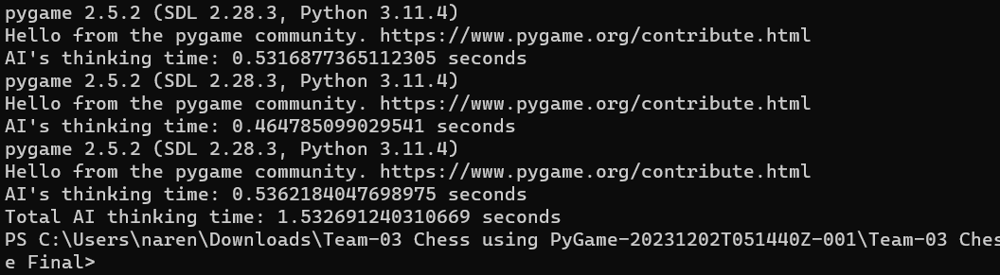 pygame 2.5.2 (SDL 2.28.3, Python 3.11.4)
Hello from the pygame community. https://www.pygame.org/contribute.html
AI's thinking time: 0.5316877365112305 seconds
pygame 2.5.2 (SDL 2.28.3, Python 3.11.4)
Hello from the pygame community. https://www.pygame.org/contribute.html
AI's thinking time: 0.464785099029541 seconds
pygame 2.5.2 (SDL 2.28.3, Python 3.11.4)
Hello from the pygame community. https://www.pygame.org/contribute.html
AI's thinking time: 0.5362184047698975 seconds
Total AI thinking time: 1.532691240310669 seconds
PS C:\Users\naren\Downloads\Team-03 Chess using PyGame-20231202T051440Z-001\Team-03 Ches
e Final>